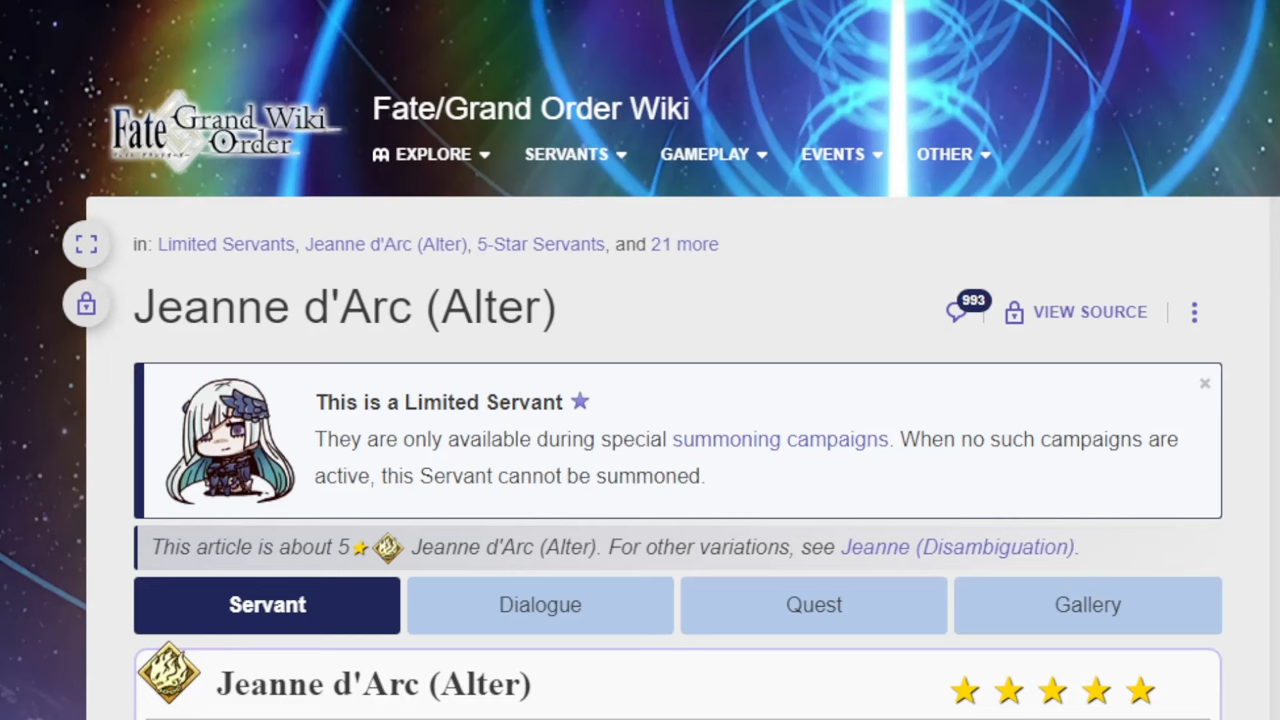 Fate Grand Wiki
Order
Fate/Grand Order Wiki
EXPLORE SERVANTS GAMEPLAY EVENTS OTHER
in: Limited Servants, Jeanne d'Arc (Alter), 5-Star Servants, and 21 more
Jeanne d'Arc (Alter)
993
VIEW SOURCE
This is a Limited Servant
They are only available during special summoning campaigns. When no such campaigns are
active, this Servant cannot be summoned.
This article is about 5 Jeanne d'Arc (Alter). For other variations, see Jeanne (Disambiguation).
Servant Dialogue Quest Gallery
Jeanne d'Arc (Alter)